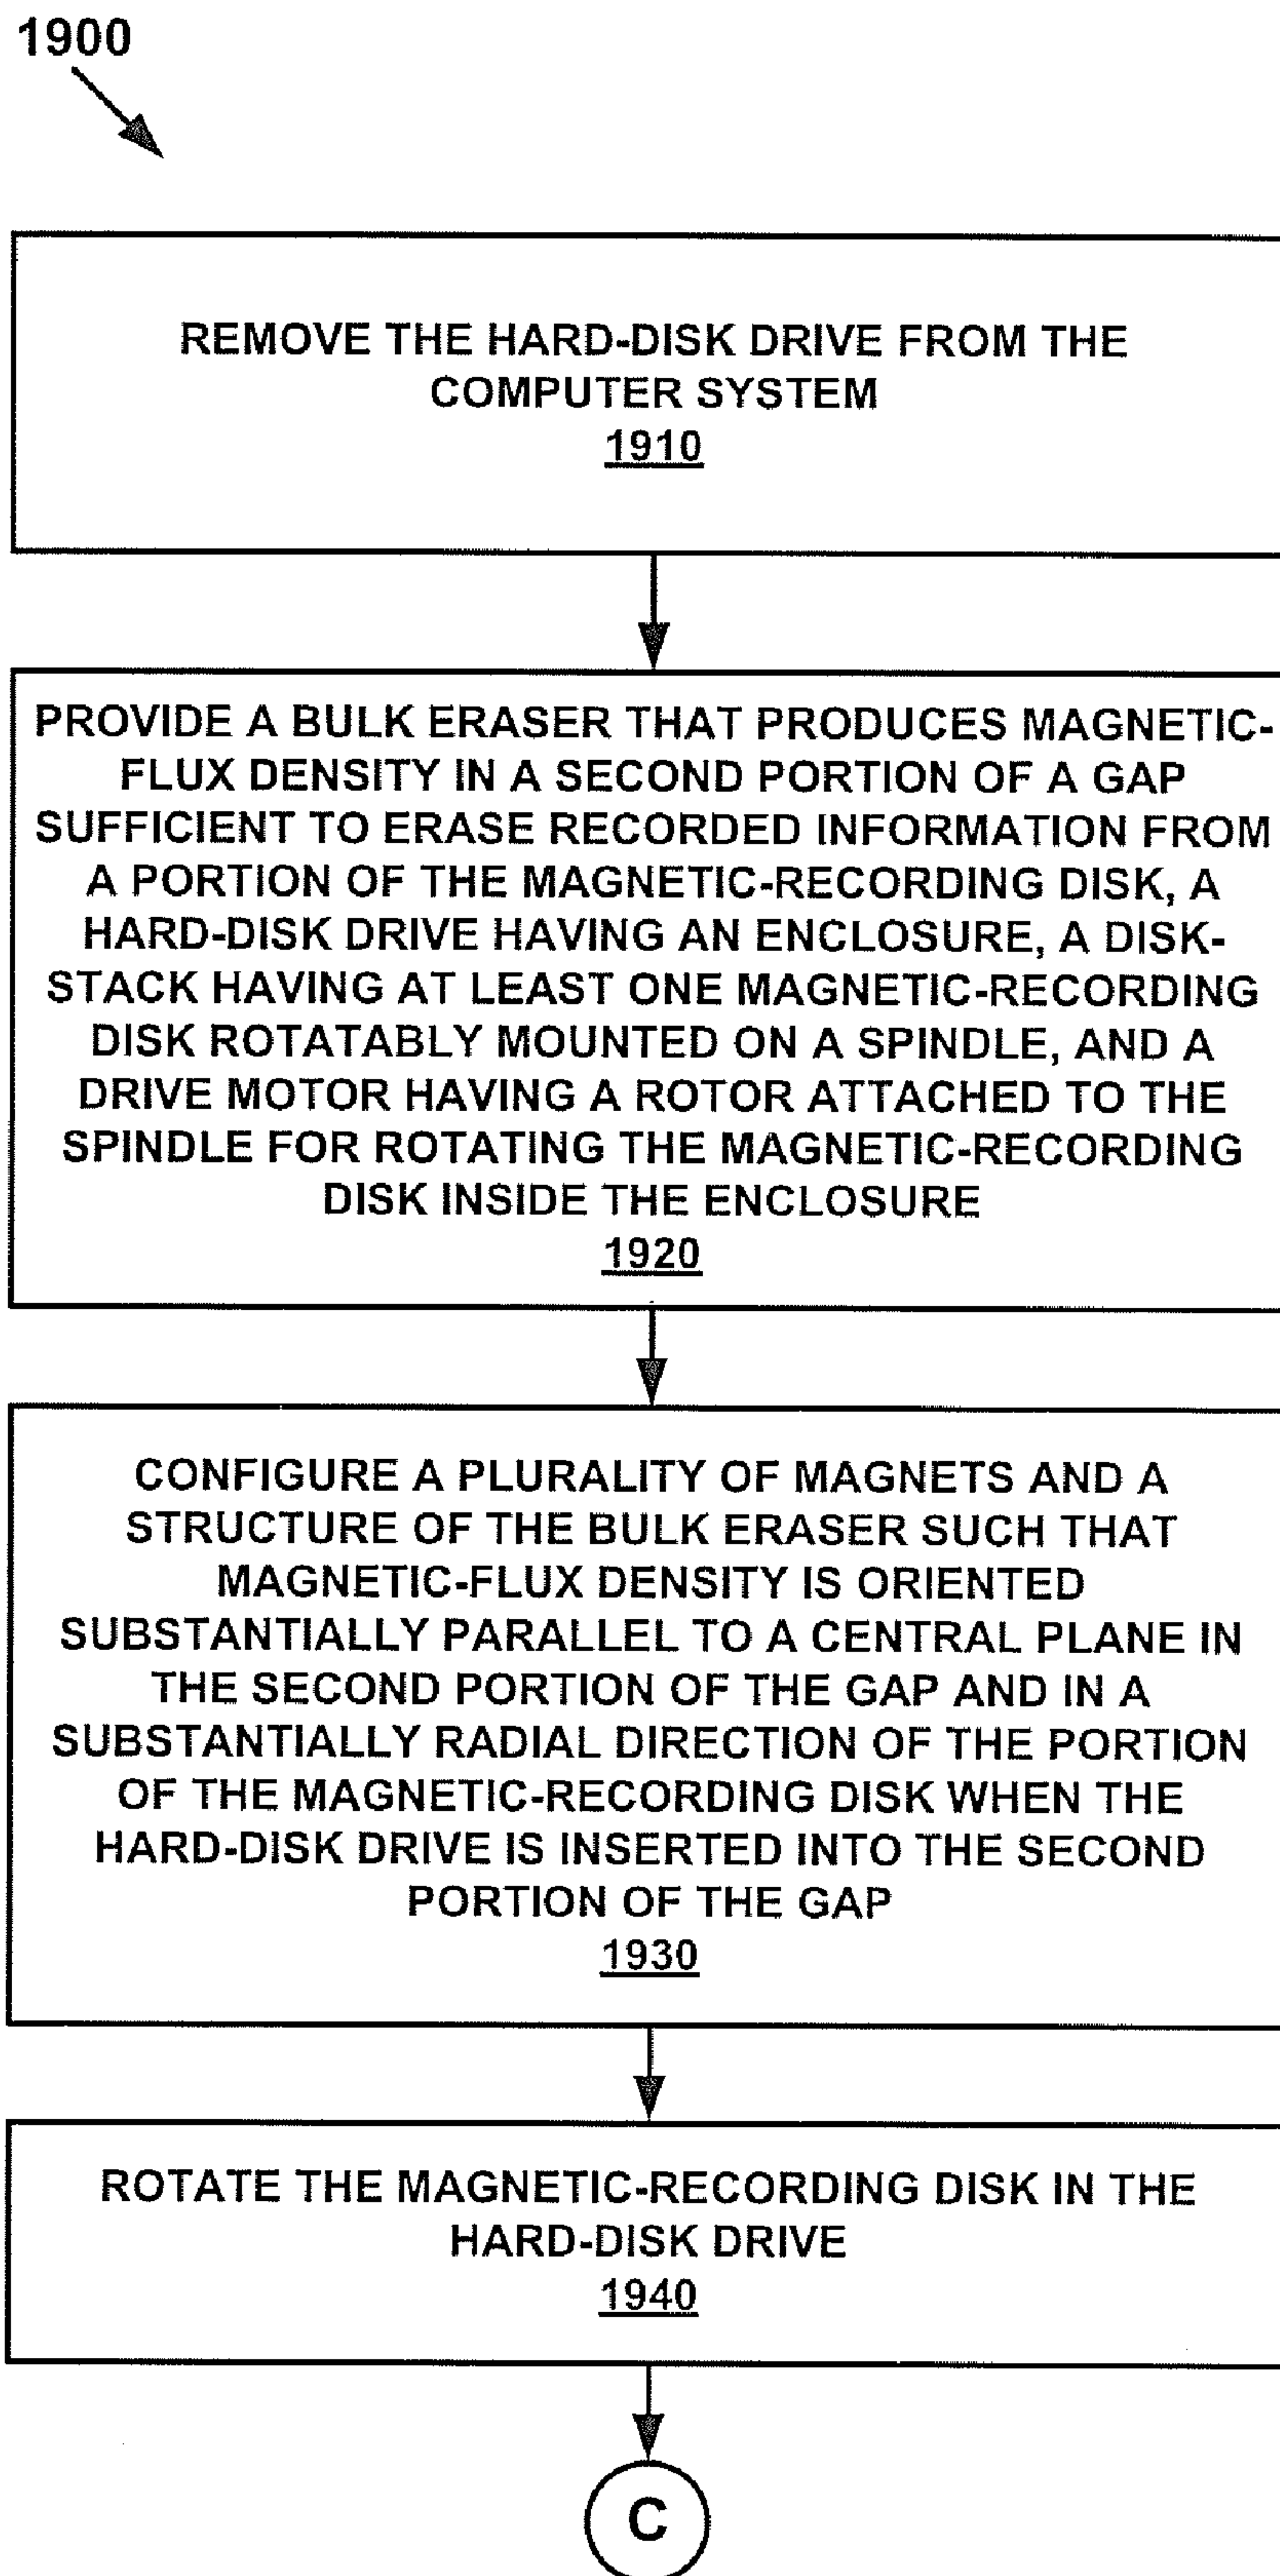 1900
REMOVE THE HARD-DISK DRIVE FROM THE
COMPUTER SYSTEM
1910
PROVIDE A BULK ERASER THAT PRODUCES MAGNETIC-
FLUX DENSITY IN A SECOND PORTION OF A GAP
SUFFICIENT TO ERASE RECORDED INFORMATION FROM
A PORTION OF THE MAGNETIC-RECORDING DISK, A
HARD-DISK DRIVE HAVING AN ENCLOSURE, A DISK-
STACK HAVING AT LEAST ONE MAGNETIC-RECORDING
DISK ROTATABLY MOUNTED ON A SPINDLE, AND A
DRIVE MOTOR HAVING A ROTOR ATTACHED TO THE
SPINDLE FOR ROTATING THE MAGNETIC-RECORDING
DISK INSIDE THE ENCLOSURE
1920
CONFIGURE A PLURALITY OF MAGNETS AND A
STRUCTURE OF THE BULK ERASER SUCH THAT
MAGNETIC-FLUX DENSITY IS ORIENTED
SUBSTANTIALLY PARALLEL TO A CENTRAL PLANE IN
THE SECOND PORTION OF THE GAP AND IN A
SUBSTANTIALLY RADIAL DIRECTION OF THE PORTION
OF THE MAGNETIC-RECORDING DISK WHEN THE
HARD-DISK DRIVE IS INSERTED INTO THE SECOND
PORTION OF THE GAP
1930
ROTATE THE MAGNETIC-RECORDING DISK IN THE
HARD-DISK DRIVE
1940
C